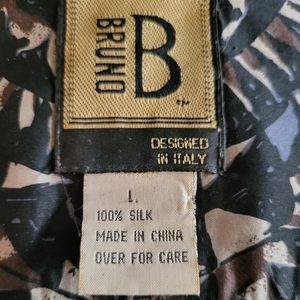 BRUNO
B
™
DESIGNED
IN ITALY
L
100% SILK
MADE IN CHINA
OVER FOR CARE